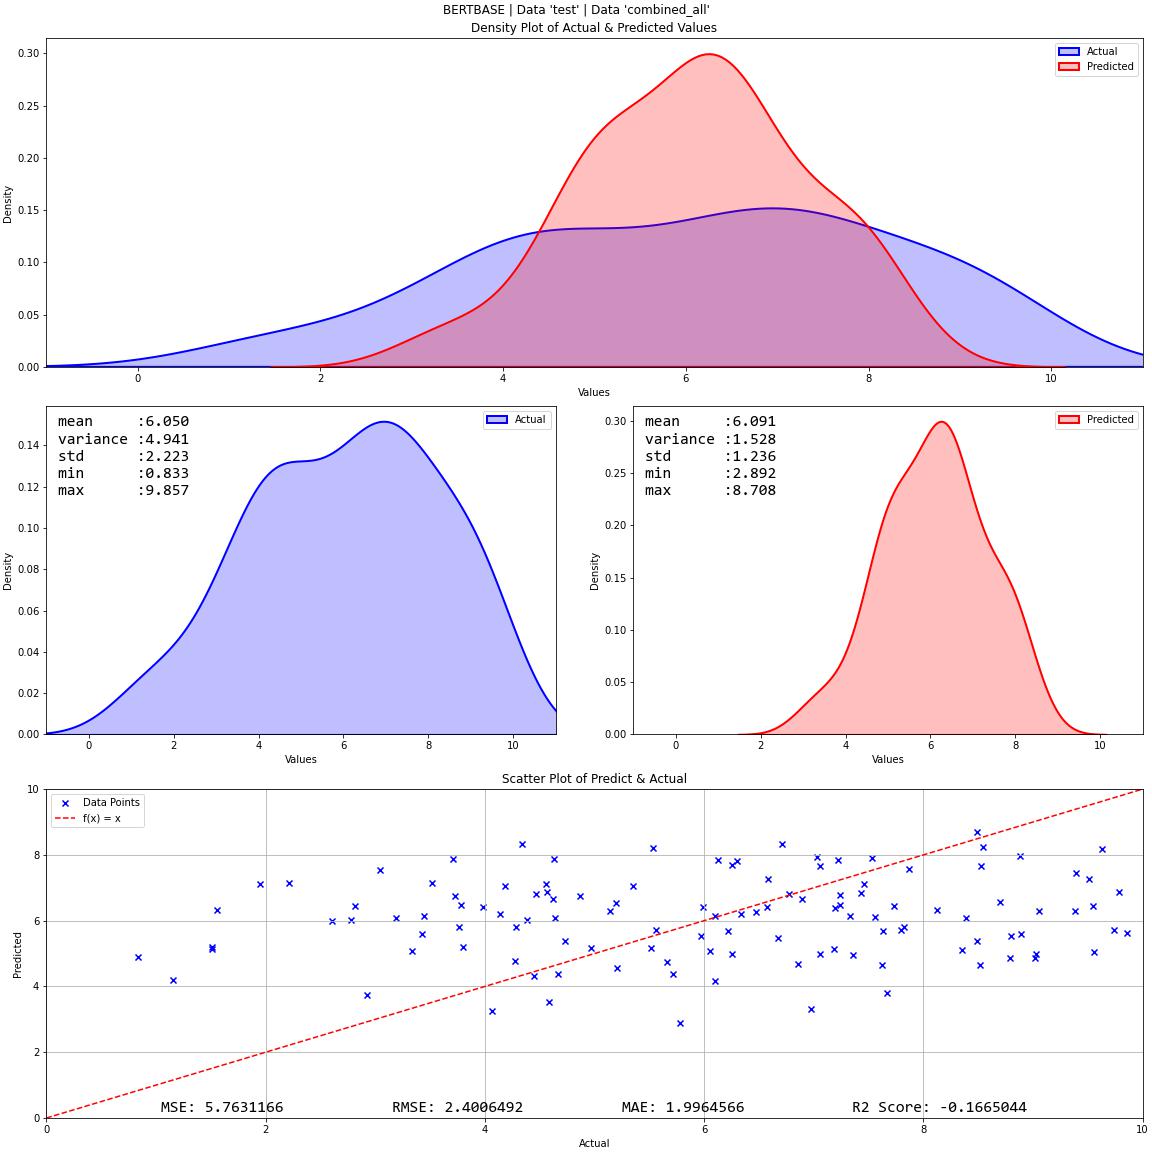 BERTBASE | Data 'test' | Data 'combined_all'
Density Plot of Actual & Predicted Values
Actual
Predicted
0.30
0.25
0.20
0.15
0.10
0.05
0.00
Density
0 2 4 6 8 10
Values
mean :6.050
variance :4.941
std :2.223
min :0.833
max :9.857
Actual
0.14
0.12
0.10
0.08
0.06
0.04
0.02
0.00
Density
0 2 4 6 8 10
Values
mean :6.091
variance :1.528
std :1.236
min :2.892
max :8.708
Predicted
0.30
0.25
0.20
0.15
0.10
0.05
0.00
Density
0 2 4 6 8 10
Values
Scatter Plot of Predict & Actual
Data Points
f(x) = x
10
8
6
4
2
0
Predicted
MSE: 5.7631166 RMSE: 2.4006492 MAE: 1.9964566 R2 Score: -0.1665044
0 2 4 6 8 10
Actual